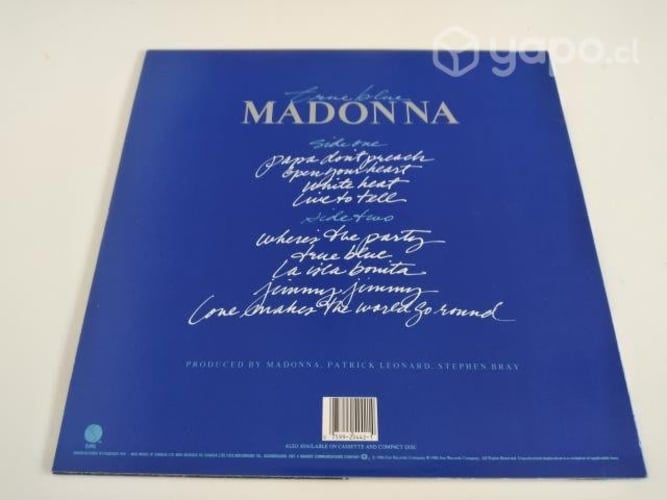 yapo.cl
True blue
MADONNA
Side one
papa don't preach
Open your heart
White heat
Live to tell
Side two
where's the party
true blue
La isla bonita
jimmy jimmy
Love makes the world go round
PRODUCED BY MADONNA, PATRICK LEONARD, STEPHEN BRAY
ALSO AVAILABLE ON CASSETTE AND COMPACT DISC